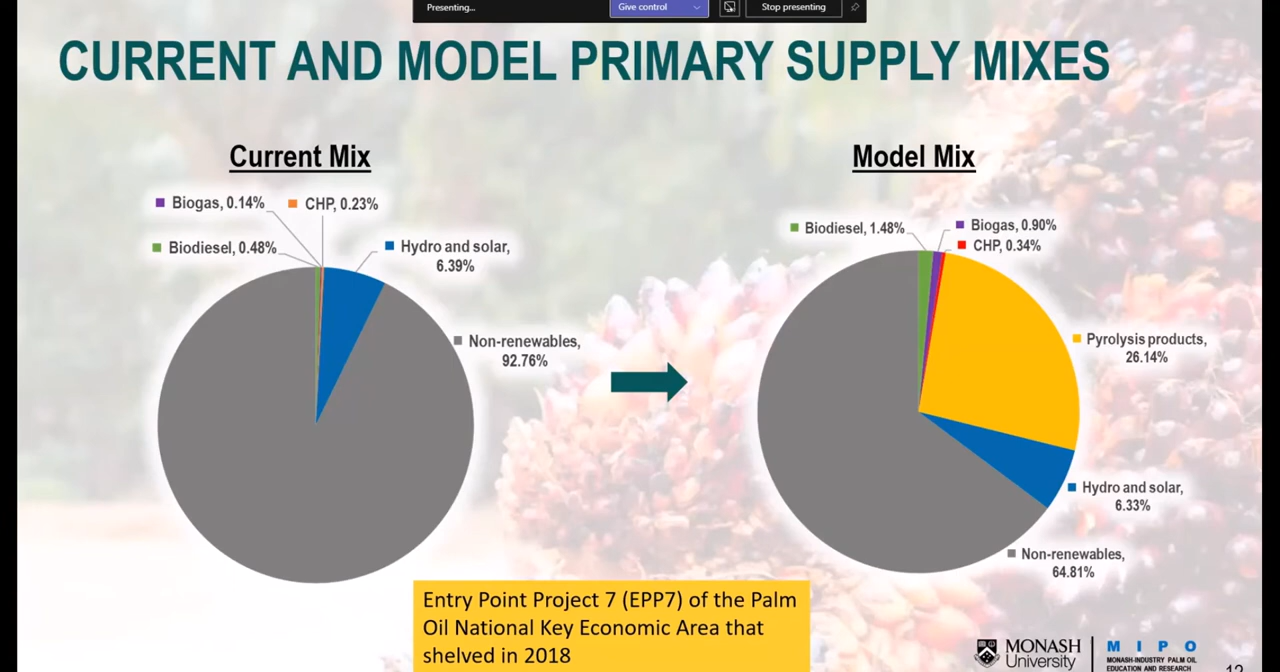 Presenting...
Give control
Stop presenting
CURRENT AND MODEL PRIMARY SUPPLY MIXES
Current Mix
Biogas, 0.14%
CHP, 0.23%
Biodiesel, 0.48%
Hydro and solar,
6.39%
Non-renewables,
92.76%
Model Mix
Biodiesel, 1.48%
Biogas, 0.90%
CHP, 0.34%
Pyrolysis products,
26.14%
Hydro and solar,
6.33%
Non-renewables,
64.81%
Entry Point Project 7 (EPP7) of the Palm
Oil National Key Economic Area that
shelved in 2018
MONASH
University
MIPO
MONASH-INDUSTRY PALM OIL
EDUCATION AND RESEARCH